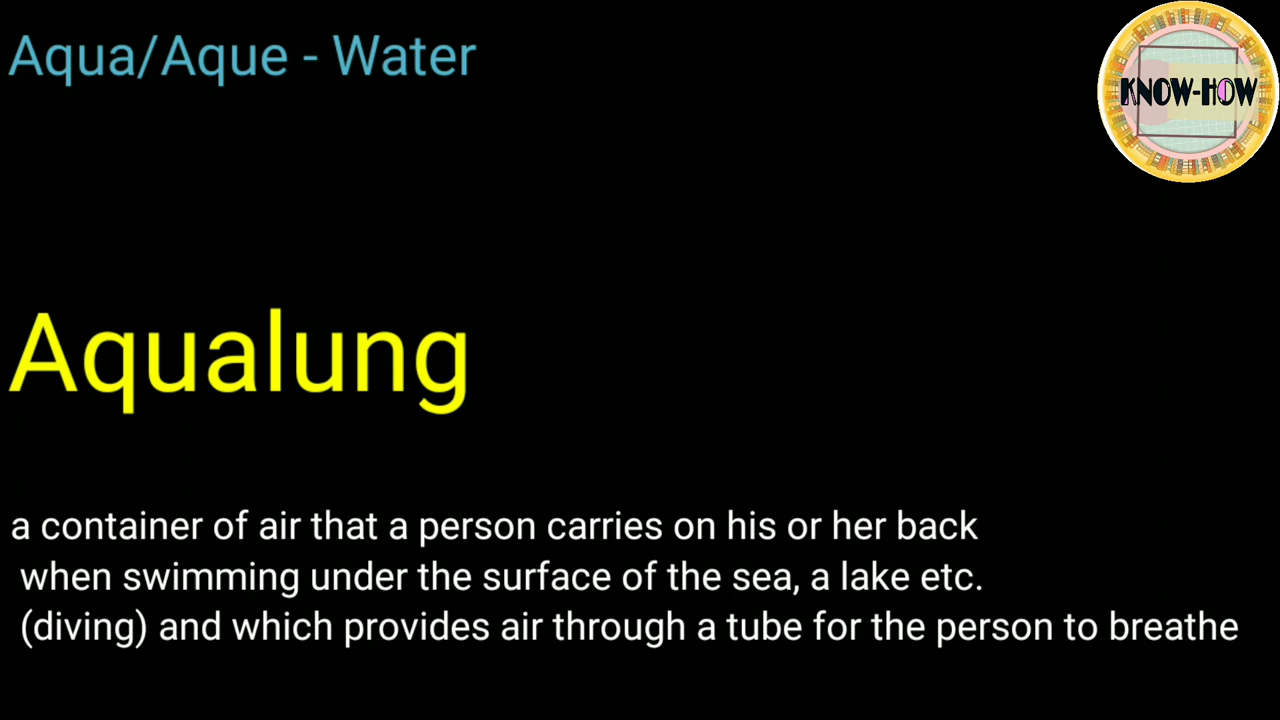 Aqua/Aque - Water
KNOW-HOW
Aqualung
a container of air that a person carries on his or her back
when swimming under the surface of the sea, a lake etc.
(diving) and which provides air through a tube for the person to breathe